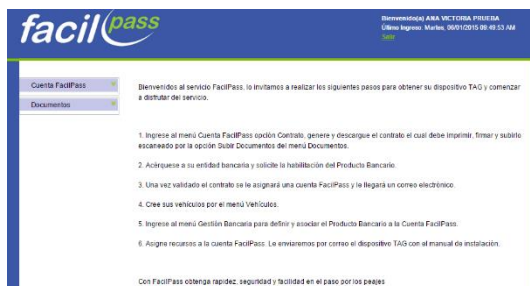 facilpass
Bienvenido(a) ANA VICTORIA PRUEBA
Último Ingreso: Martes, 06/01/2015 09:49:53 AM
Salir
Cuenta FacilPass
Documentos
Bienvenidos al servicio FacilPass, lo invitamos a realizar los siguientes pasos para obtener su dispositivo TAG y comenzar
a disfrutar del servicio.
1. Ingrese al menú Cuenta FacilPass opción Contrato, genere y descargue el contrato el cual debe imprimir, firmar y subirlo
escaneado por la opción Subir Documentos del menú Documentos.
2. Acérquese a su entidad bancaria y solicite la habilitación del Producto Bancario.
3. Una vez validado el contrato se le asignará una cuenta FacilPass y le llegará un correo electrónico.
4. Cree sus vehículos por el menú Vehículos.
5. Ingrese al menú Gestión Bancaria para definir y asociar el Producto Bancario a la Cuenta FacilPass.
6. Asigne recursos a la cuenta FacilPass. Le enviaremos por correo el dispositivo TAG con el manual de instalación.
Con FacilPass obtenga rapidez, seguridad y facilidad en el paso por los peajes